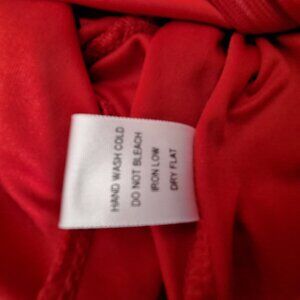 HAND WASH COLD
DO NOT BLEACH
IRON LOW
DRY FLAT